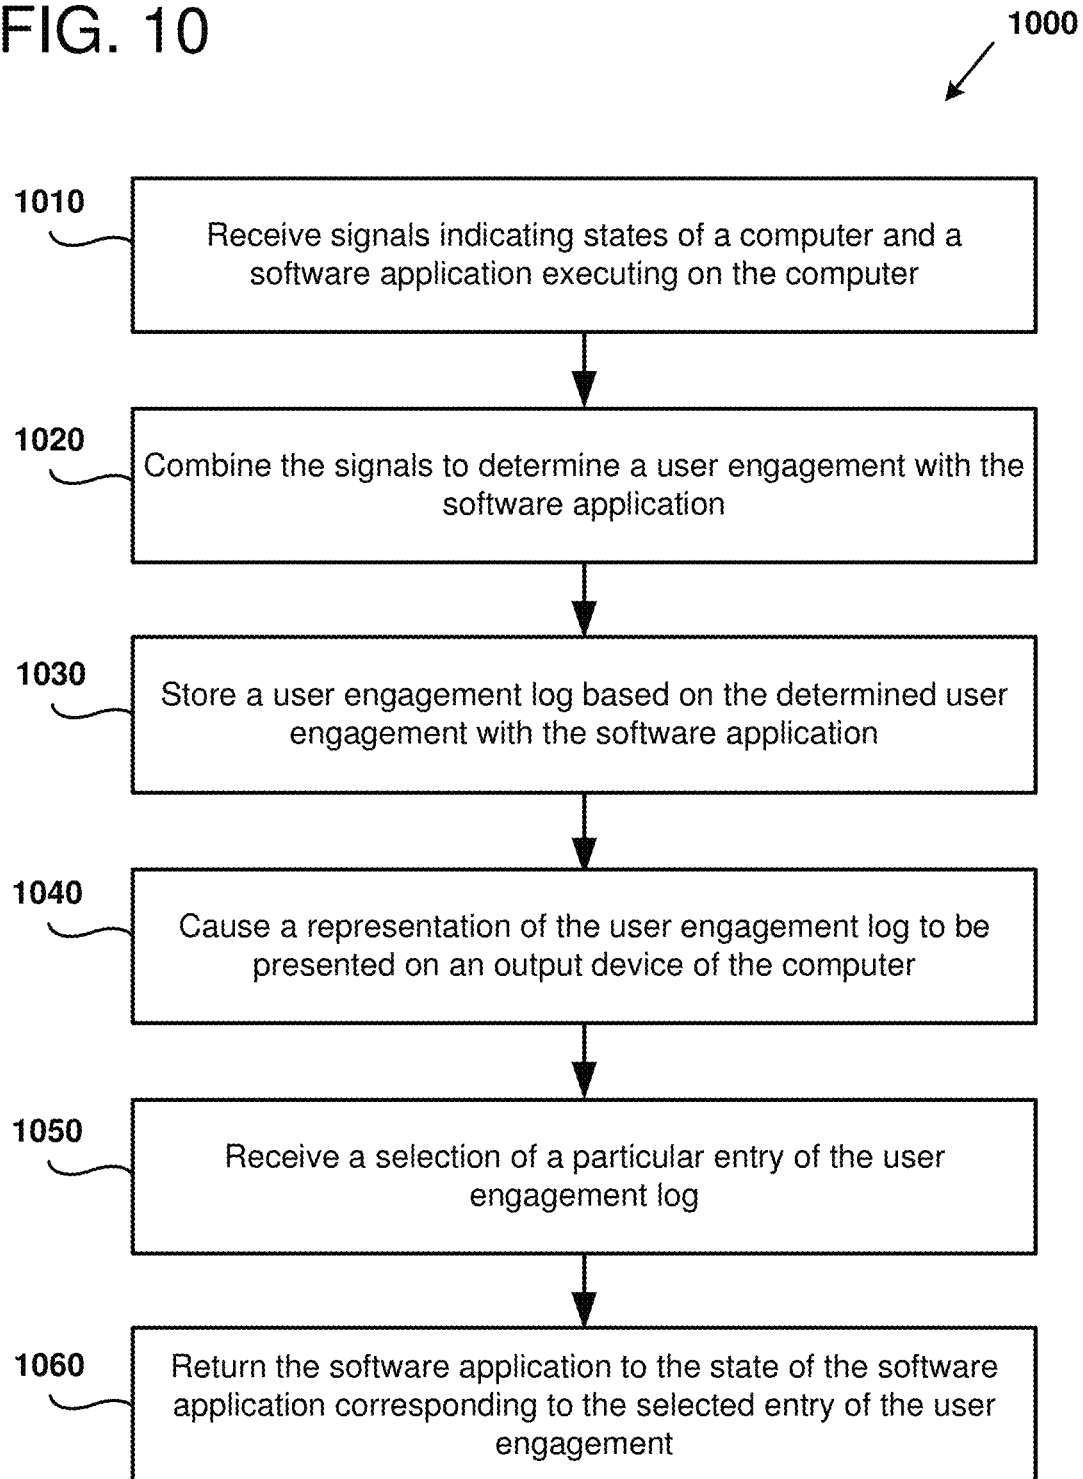 FIG. 10
1000
1010
Receive signals indicating states of a computer and a
software application executing on the computer
1020
Combine the signals to determine a user engagement with the
software application
1030
Store a user engagement log based on the determined user
engagement with the software application
1040
Cause a representation of the user engagement log to be
presented on an output device of the computer
1050
Receive a selection of a particular entry of the user
engagement log
1060
Return the software application to the state of the software
application corresponding to the selected entry of the user
engagement